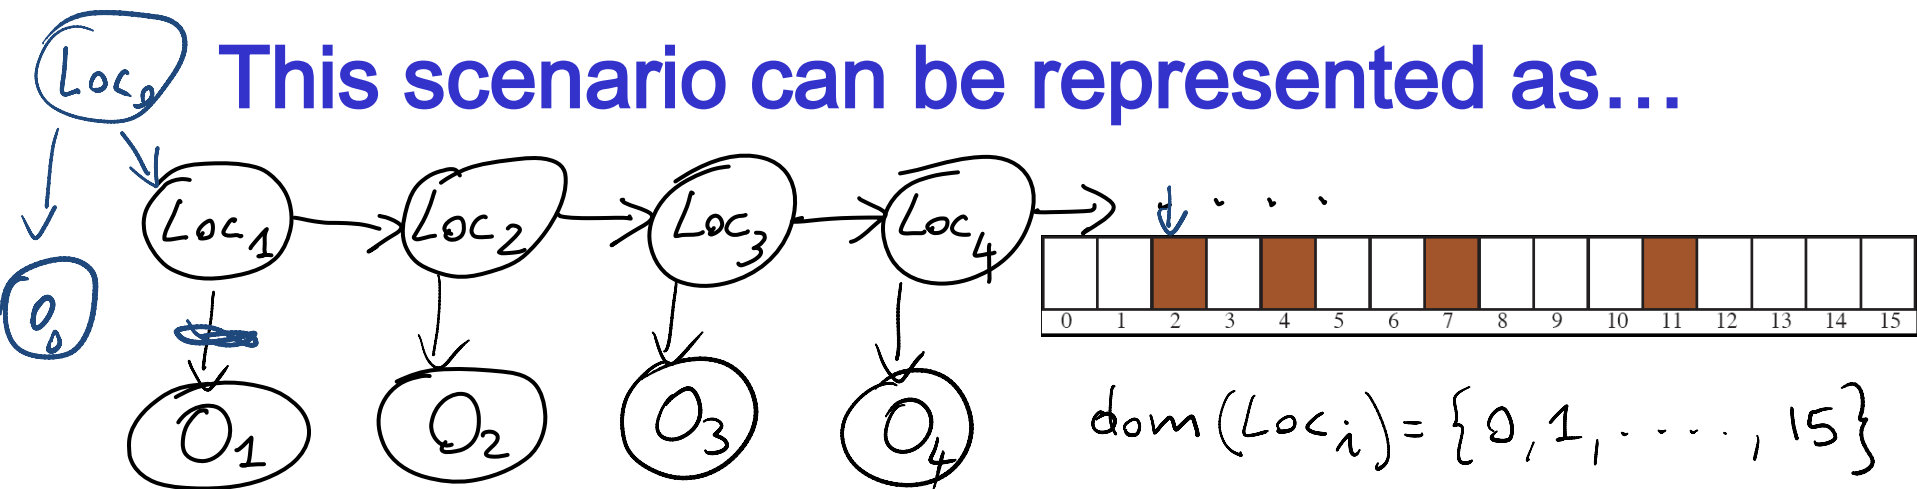 Loc0 This scenario can be represented as...
Loc1 Loc2 Loc3 Loc4 . . . .
0 1 2 3 4 5 6 7 8 9 10 11 12 13 14 15
O0
O1 O2 O3 O4
dom(Loci) = {0, 1, . . . . , 15}